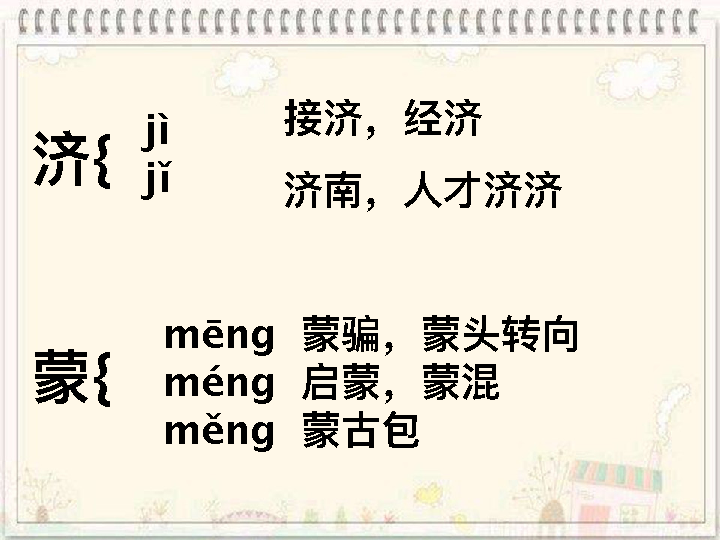 济{
jì 接济，经济
jǐ 济南，人才济济
蒙{
mēng 蒙骗，蒙头转向
méng 启蒙，蒙混
měng 蒙古包